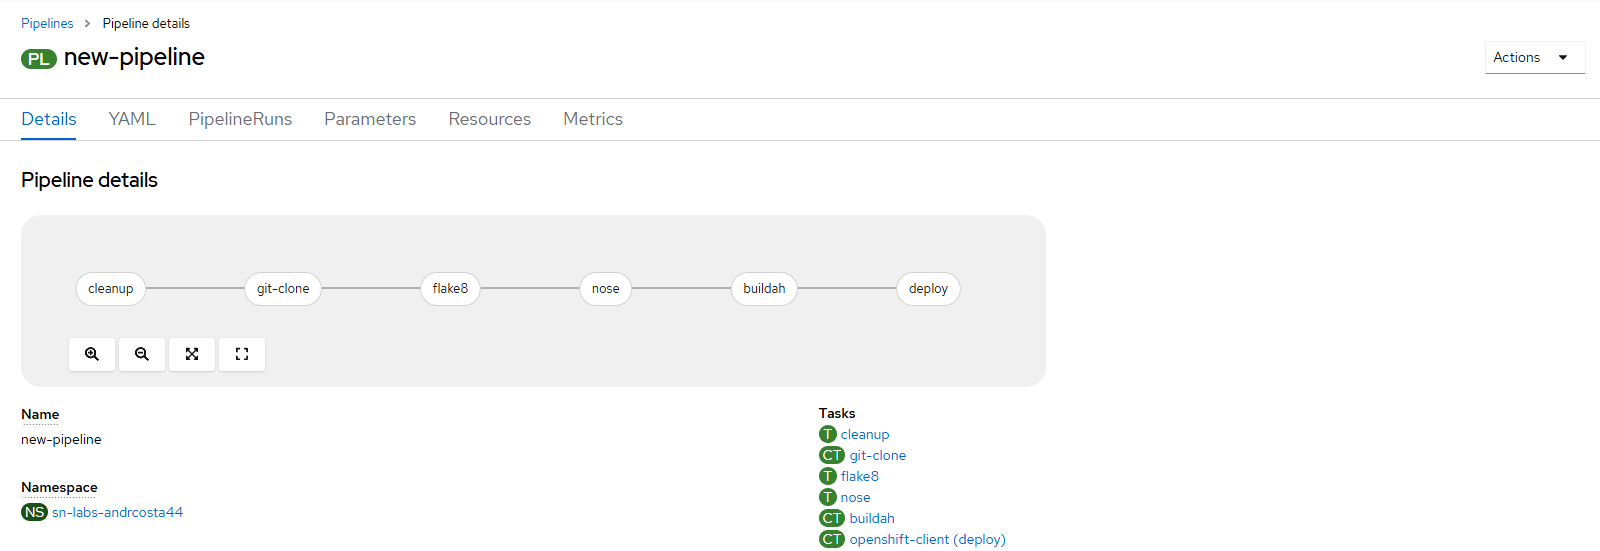 Pipelines > Pipeline details
PL new-pipeline
Actions
Details YAML PipelineRuns Parameters Resources Metrics
Pipeline details
cleanup git-clone flake8 nose buildah deploy
Name
new-pipeline
Namespace
NS sn-labs-andrcosta44
Tasks
T cleanup
CT git-clone
T flake8
T nose
CT buildah
CT openshift-client (deploy)